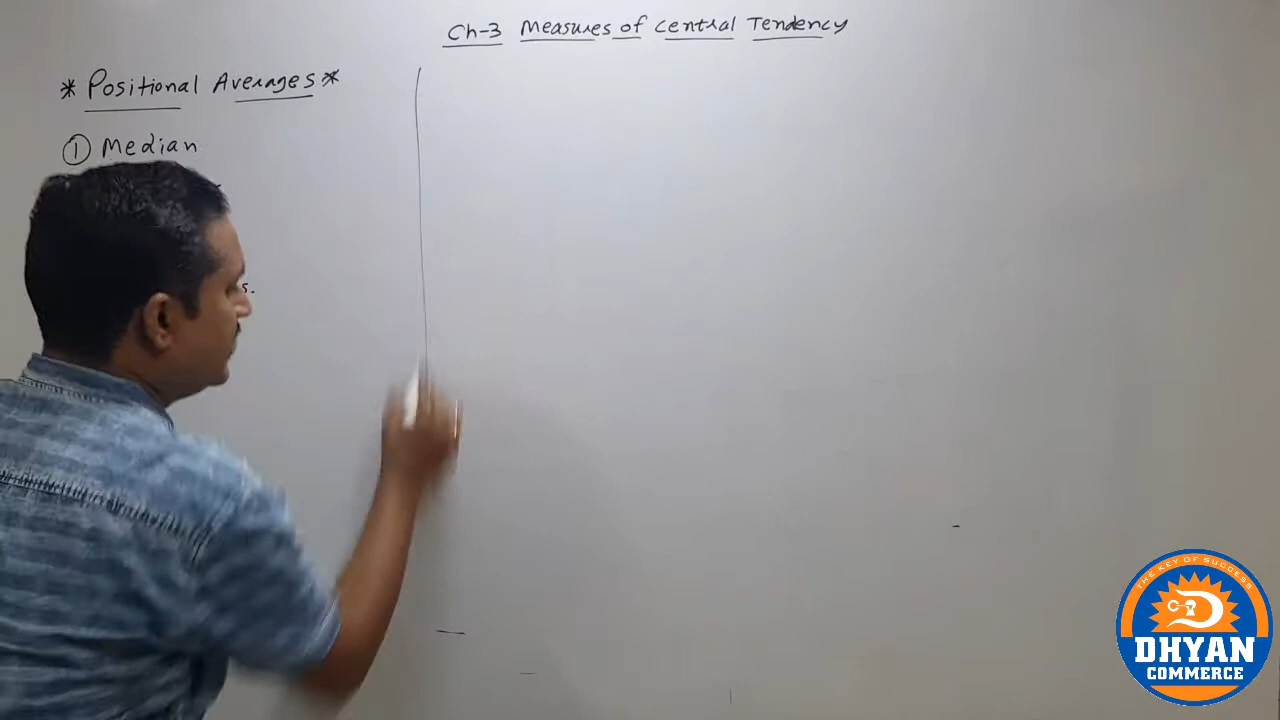 Ch-3 Measures of Central Tendency
* Positional Averages *
① Median
THE KEY OF SUCCESS
DHYAN
COMMERCE